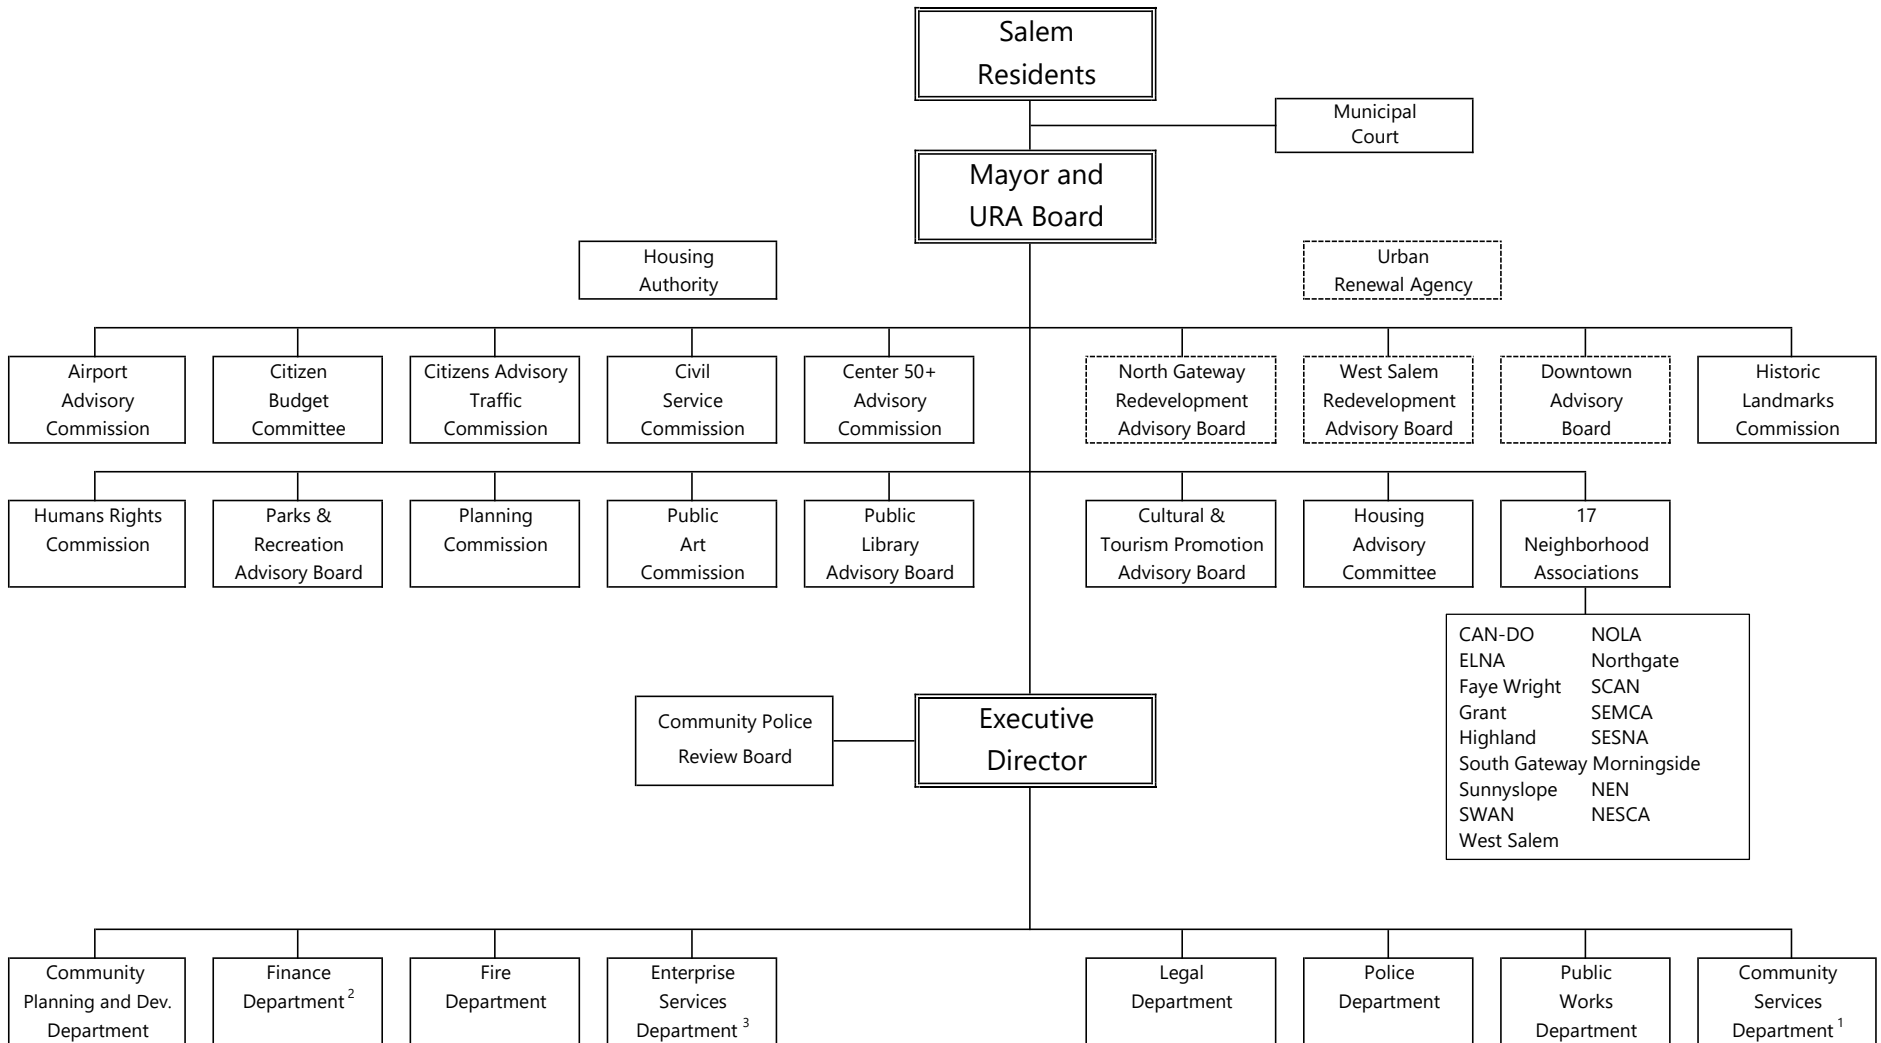 Salem
Residents
Municipal
Court
Mayor and
URA Board
Housing
Authority
Urban
Renewal Agency
Airport
Advisory
Commission
Citizen
Budget
Committee
Citizens Advisory
Traffic
Commission
Civil
Service
Commission
Center 50+
Advisory
Commission
North Gateway
Redevelopment
Advisory Board
West Salem
Redevelopment
Advisory Board
Downtown
Advisory
Board
Historic
Landmarks
Commission
Humans Rights
Commission
Parks &
Recreation
Advisory Board
Planning
Commission
Public
Art
Commission
Public
Library
Advisory Board
Cultural &
Tourism Promotion
Advisory Board
Housing
Advisory
Committee
17
Neighborhood
Associations
CAN-DO NOLA
ELNA Northgate
Faye Wright SCAN
Grant SEMCA
Highland SESNA
South Gateway Morningside
Sunnyslope NEN
SWAN NESCA
West Salem
Community Police
Review Board
Executive
Director
Community
Planning and Dev.
Department
Finance
Department 2
Fire
Department
Enterprise
Services
Department 3
Legal
Department
Police
Department
Public
Works
Department
Community
Services
Department 1